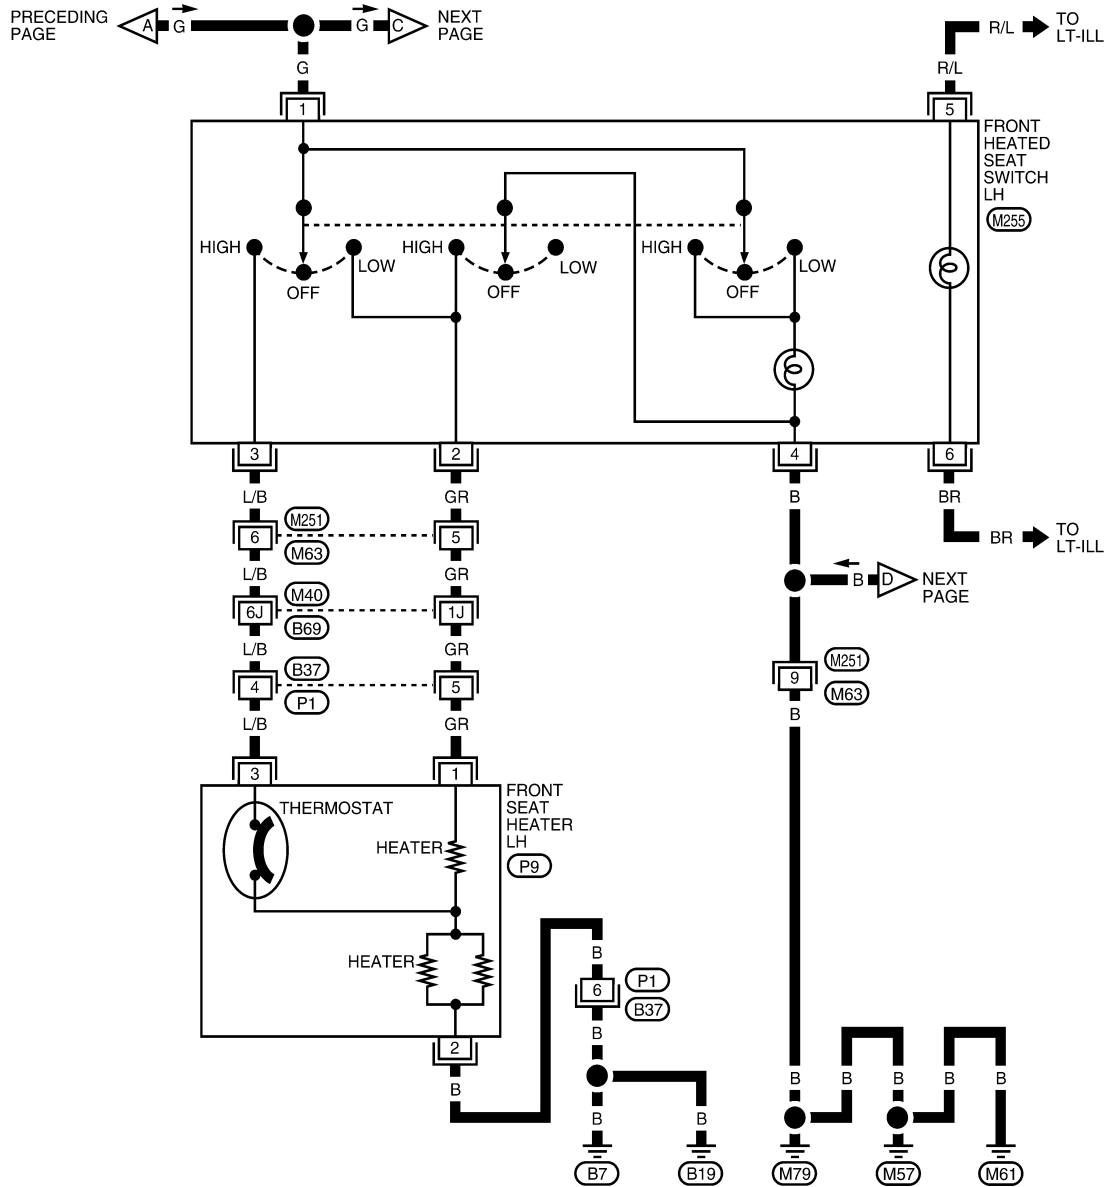 PRECEDING
PAGE
A
G
G
C
NEXT
PAGE
R/L
TO
LT-ILL
G
R/L
1
5
FRONT
HEATED
SEAT
SWITCH
LH
M255
HIGH
LOW
OFF
HIGH
LOW
OFF
HIGH
LOW
OFF
3
2
4
6
L/B
GR
B
BR
6
M251
M63
5
BR
TO
LT-ILL
L/B
GR
B
D
NEXT
PAGE
6J
M40
B69
1J
L/B
GR
4
B37
P1
5
9
M251
M63
L/B
GR
B
3
1
FRONT
SEAT
HEATER
LH
P9
THERMOSTAT
HEATER
HEATER
2
B
B
6
P1
B37
B
B
B
B
B
B
B
B
B7
B19
M79
M57
M61